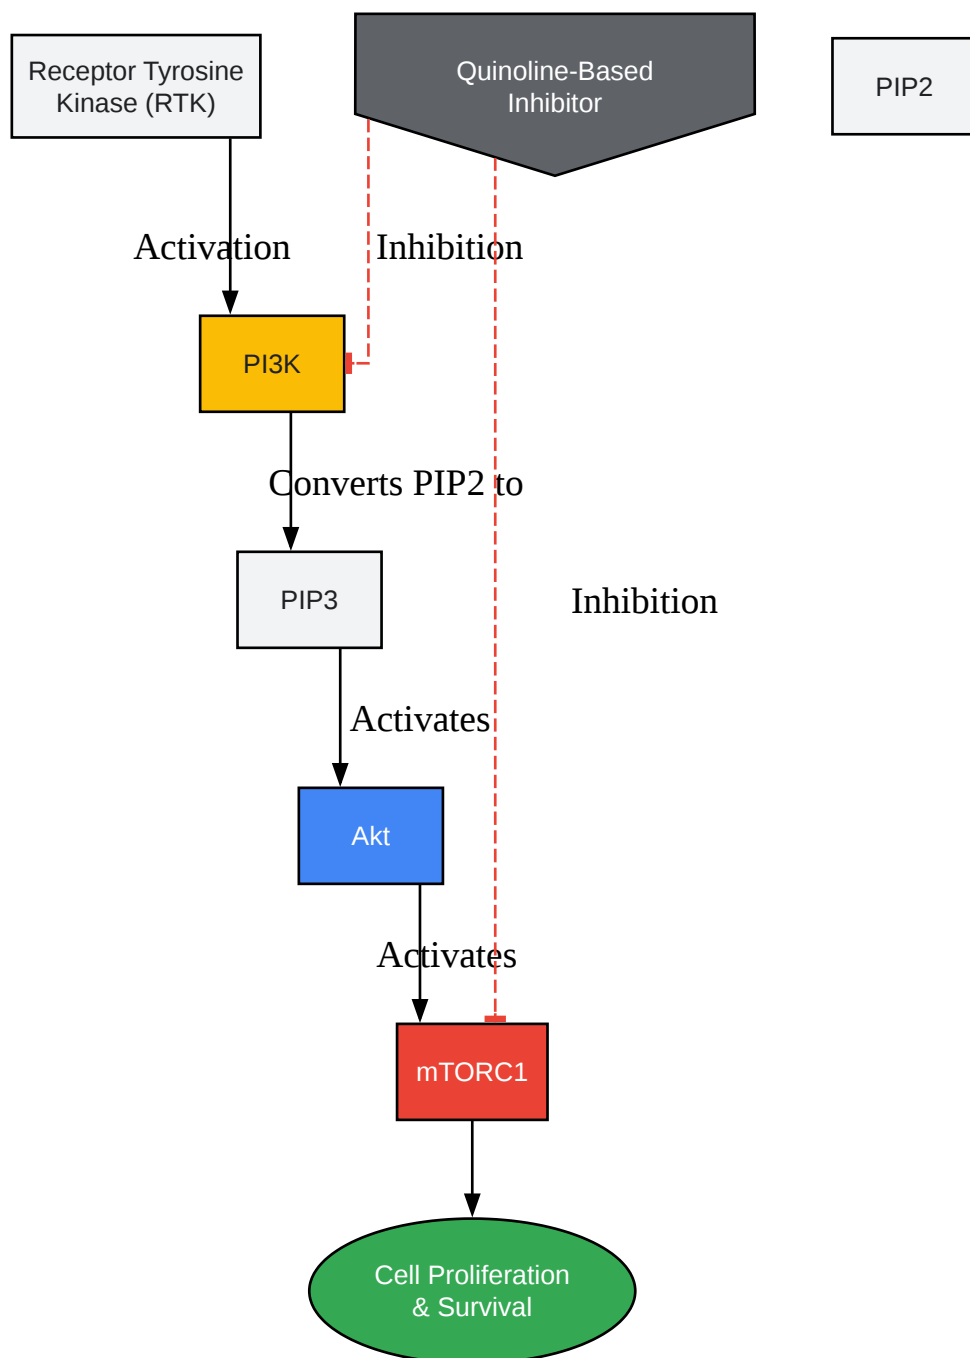 Receptor Tyrosine
Kinase (RTK)
Quinoline-Based
Inhibitor
PIP2
Activation
Inhibition
PI3K
Converts PIP2 to
PIP3
Inhibition
Activates
Akt
Activates
mTORC1
Cell Proliferation
& Survival